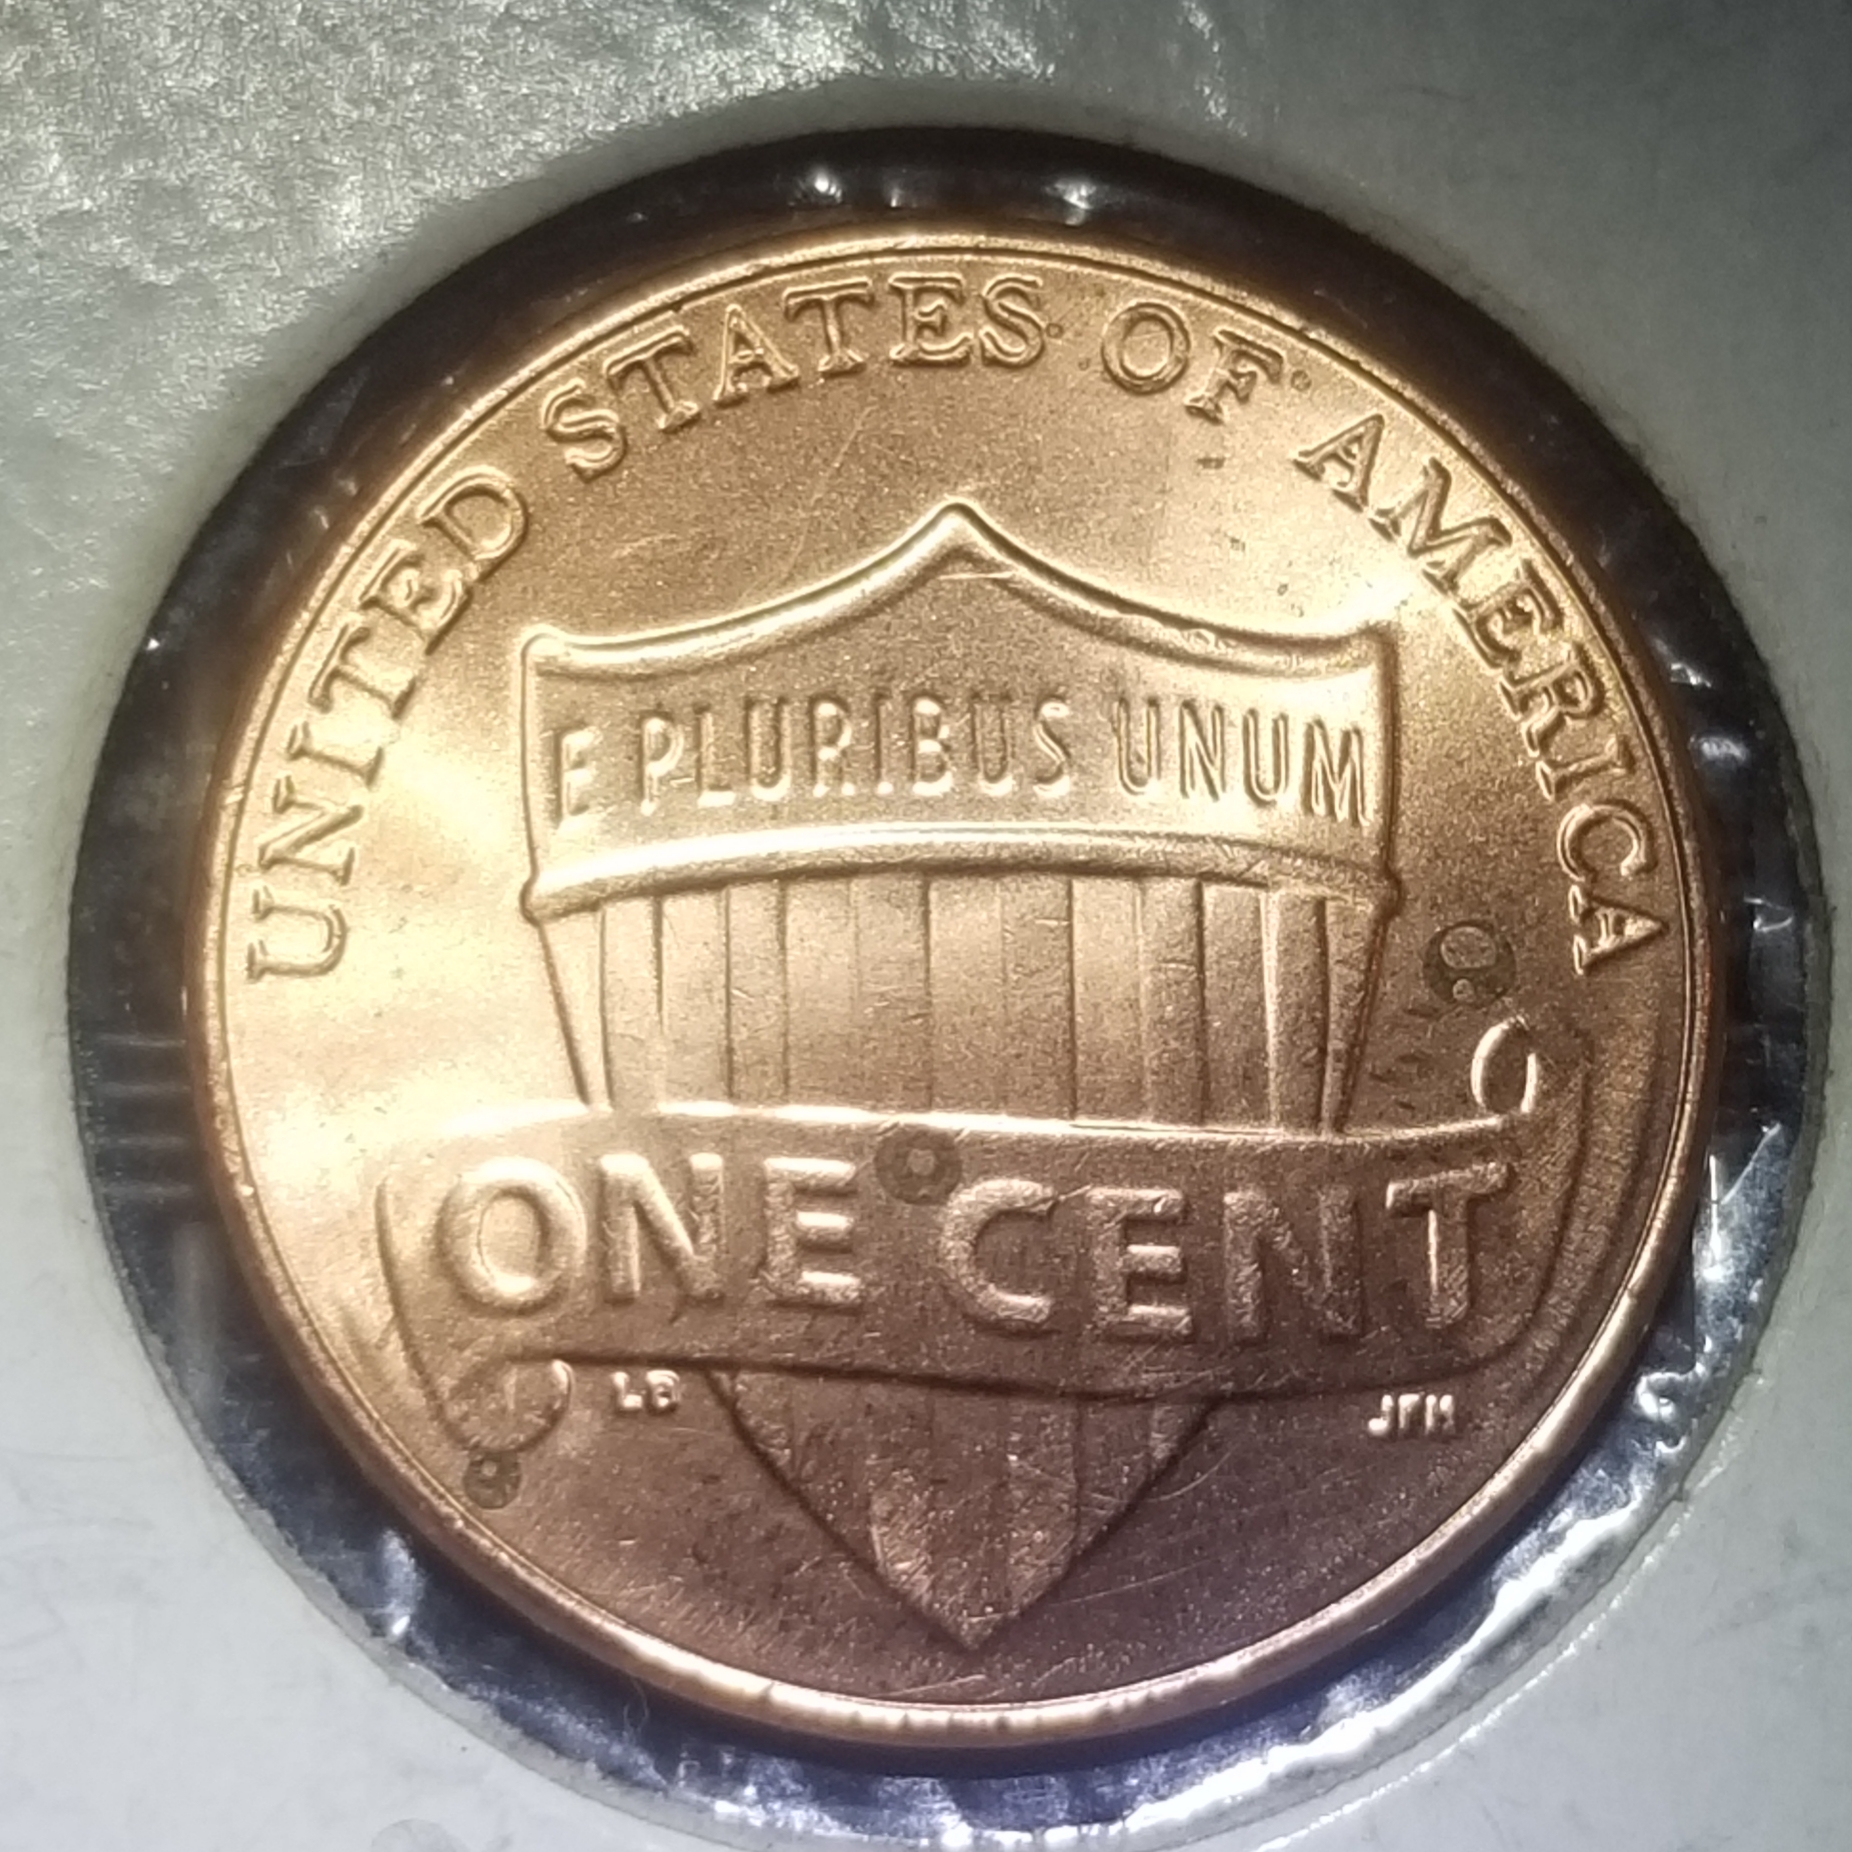 UNITED STATES OF AMERICA
E PLURIBUS UNUM
ONE CENT
LB
JFM